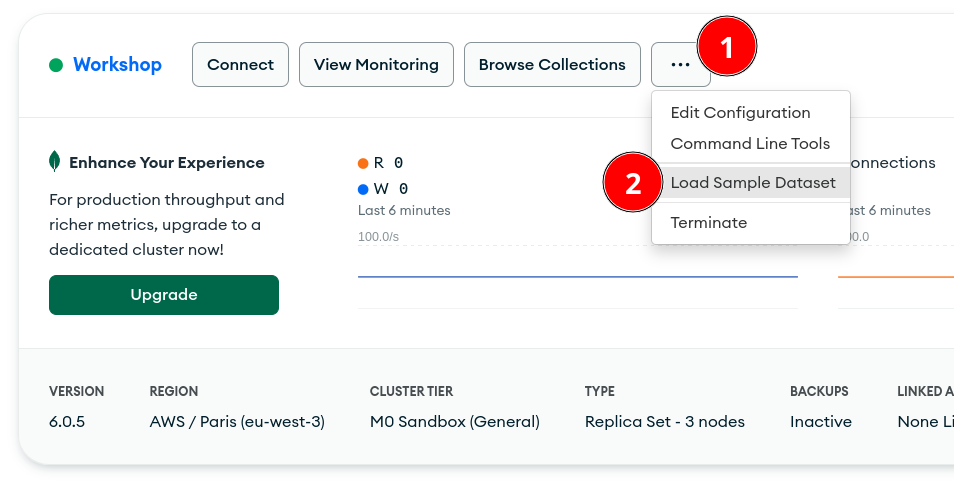 Workshop
Connect
View Monitoring
Browse Collections
...
1
Edit Configuration
Command Line Tools
2
Load Sample Dataset
Terminate
Enhance Your Experience
For production throughput and
richer metrics, upgrade to a
dedicated cluster now!
Upgrade
R 0
W 0
Last 6 minutes
100.0/s
onnections
ast 6 minutes
00.0
VERSION
6.0.5
REGION
AWS / Paris (eu-west-3)
CLUSTER TIER
M0 Sandbox (General)
TYPE
Replica Set - 3 nodes
BACKUPS
Inactive
LINKED A
None Li